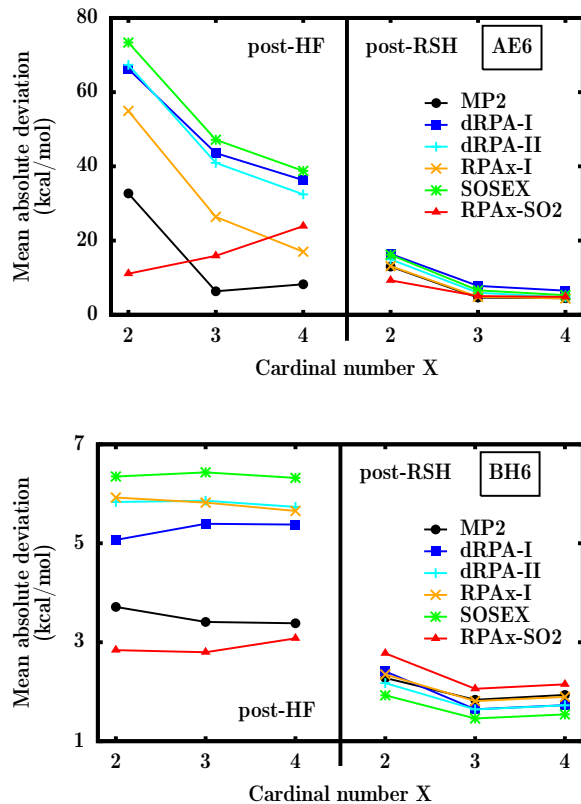 80
60
40
20
0
Mean absolute deviation
(kcal/mol)
post-HF
post-RSH
AE6
MP2
dRPA-I
dRPA-II
RPAx-I
SOSEX
RPAx-SO2
2 3 4 2 3 4
Cardinal number X
7
5
3
1
Mean absolute deviation
(kcal/mol)
post-RSH
BH6
MP2
dRPA-I
dRPA-II
RPAx-I
SOSEX
RPAx-SO2
post-HF
2 3 4 2 3 4
Cardinal number X